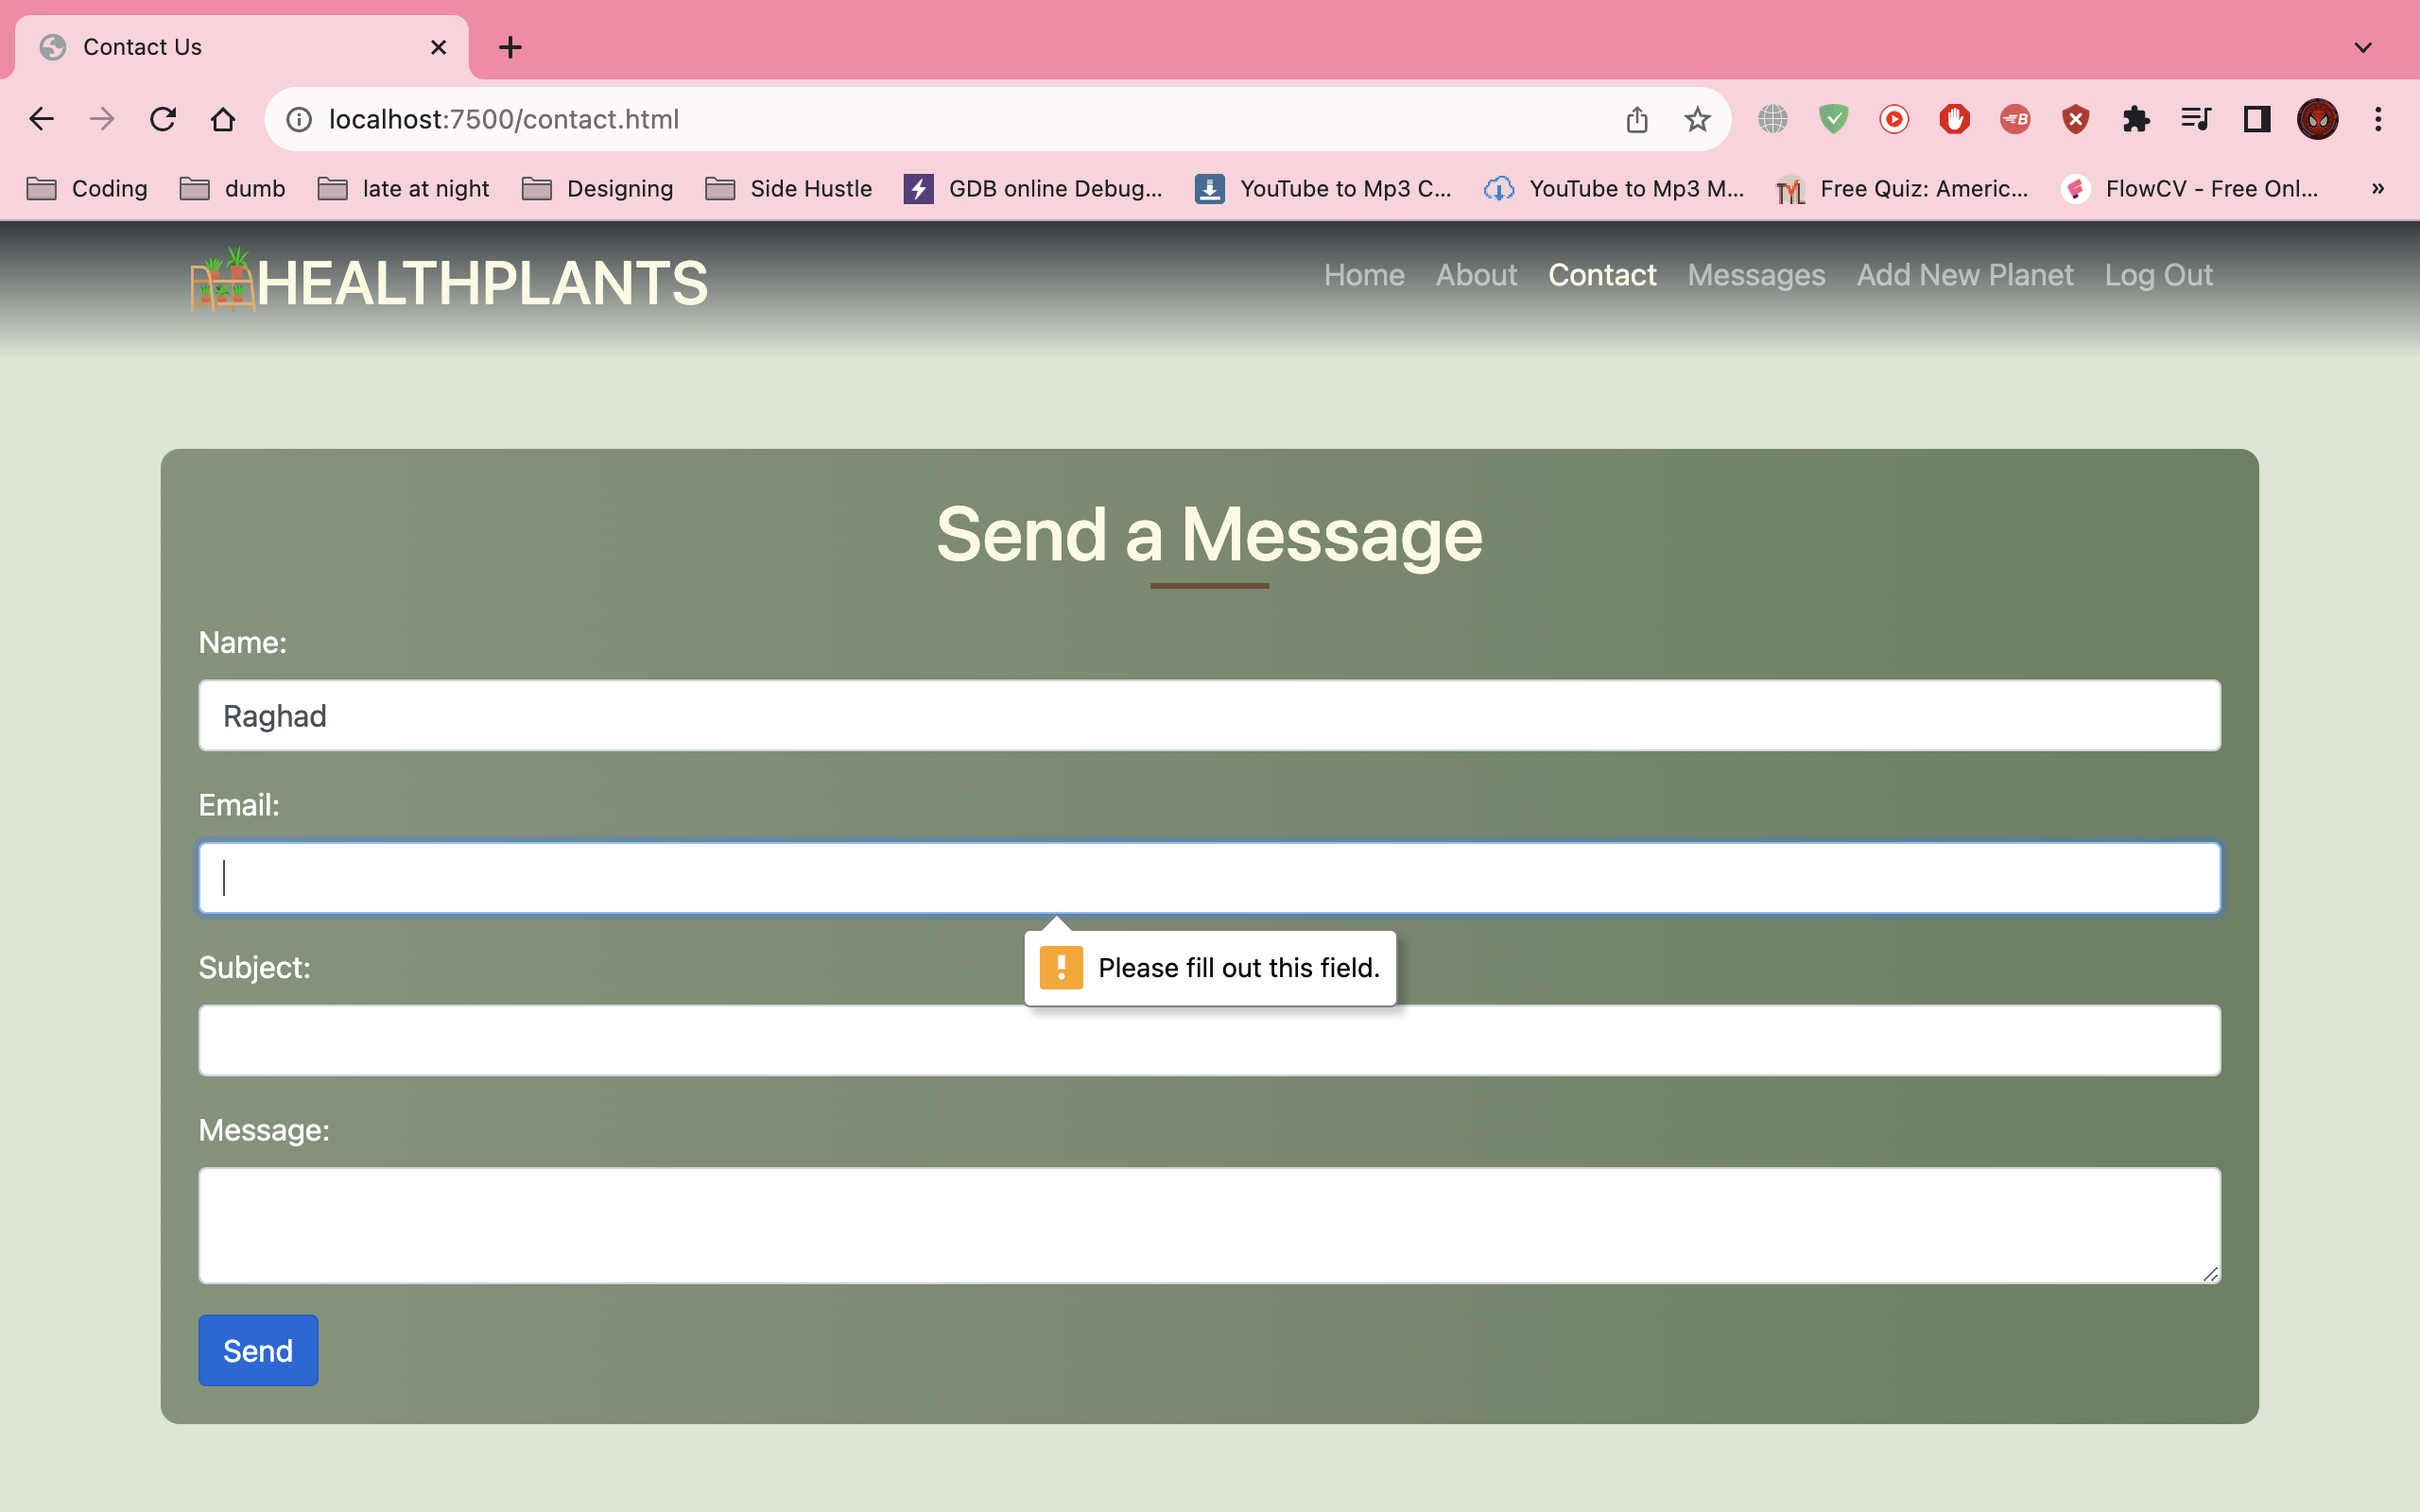 Contact Us
localhost:7500/contact.html
Coding dumb late at night Designing Side Hustle GDB online Debug... YouTube to Mp3 C... YouTube to Mp3 M... Free Quiz: Americ... FlowCV - Free Onl... »
HEALTHPLANTS Home About Contact Messages Add New Planet Log Out
Send a Message
Name:
Raghad
Email:
Please fill out this field.
Subject:
Message:
Send